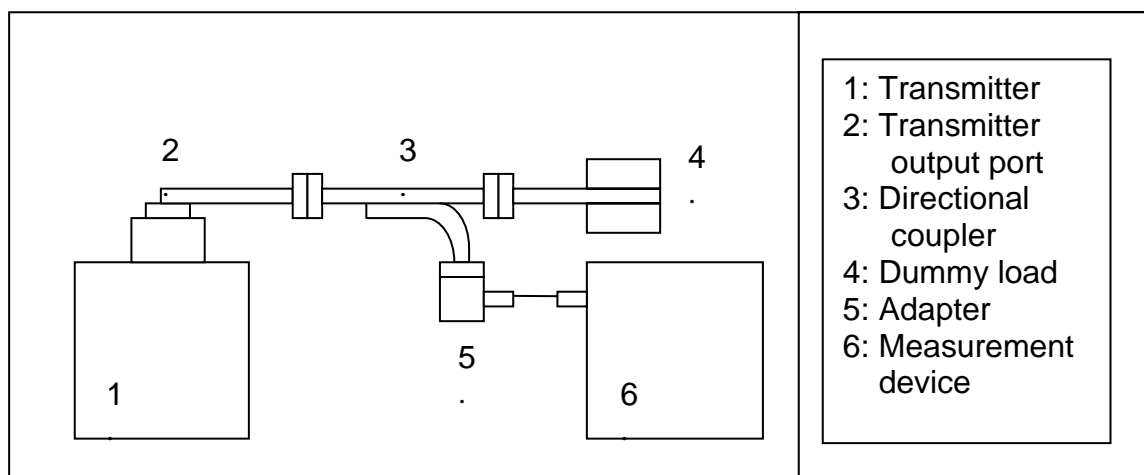 2
3
4
5
1
6
1: Transmitter
2: Transmitter
output port
3: Directional
coupler
4: Dummy load
5: Adapter
6: Measurement
device